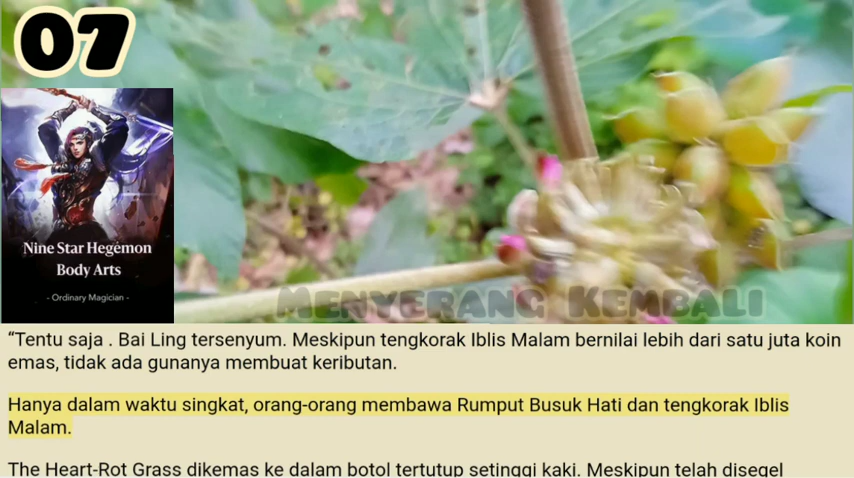 07
Nine Star Hegemon
Body Arts
- Ordinary Magician -
Menyerang Kembali
“Tentu saja . Bai Ling tersenyum. Meskipun tengkorak Iblis Malam bernilai lebih dari satu juta koin
emas, tidak ada gunanya membuat keributan.
Hanya dalam waktu singkat, orang-orang membawa Rumput Busuk Hati dan tengkorak Iblis
Malam.
The Heart-Rot Grass dikemas ke dalam botol tertutup setinggi kaki. Meskipun telah disegel